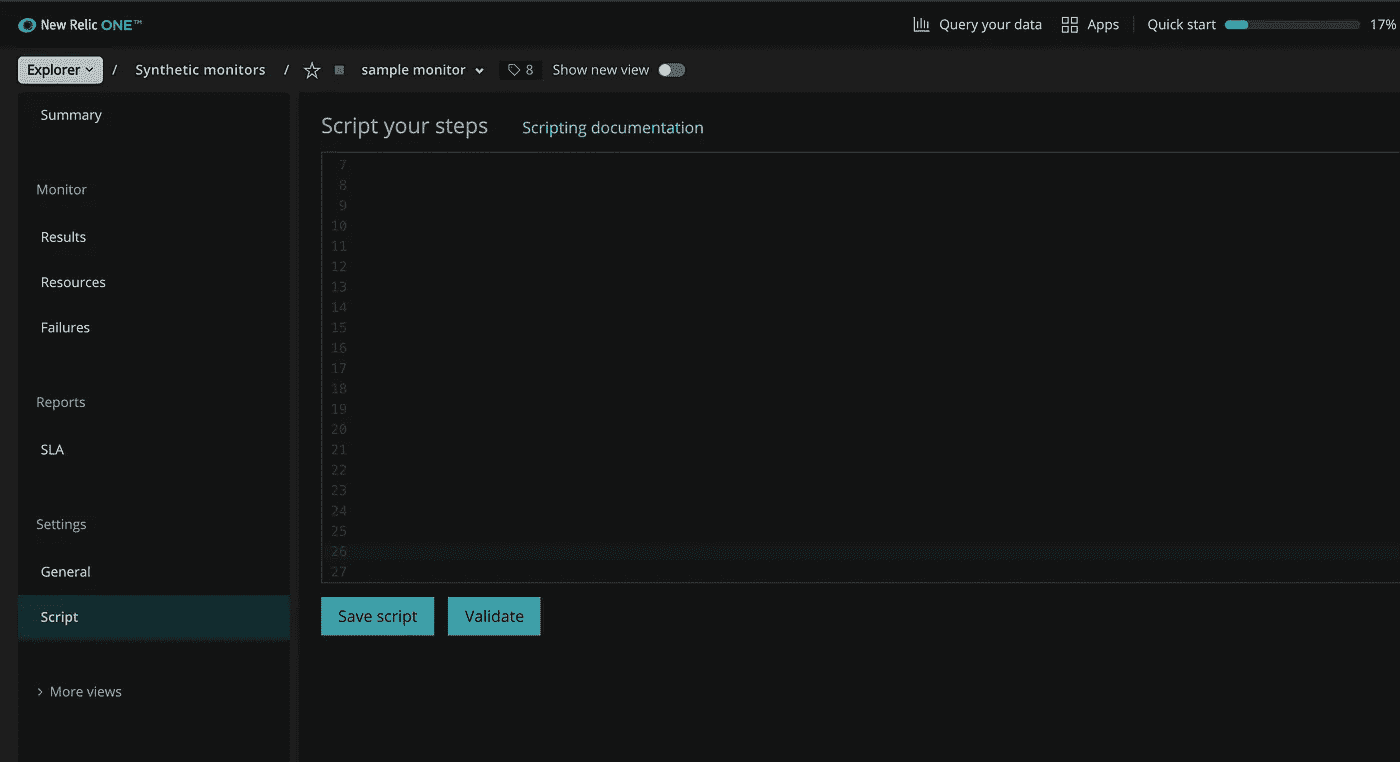 New Relic ONE™ Query your data Apps Quick start 17%
Explorer / Synthetic monitors / sample monitor 8 Show new view
Summary
Monitor
Results
Resources
Failures
Reports
SLA
Settings
General
Script
More views
Script your steps Scripting documentation
7
8
9
10
11
12
13
14
15
16
17
18
19
20
21
22
23
24
25
26
27
Save script Validate